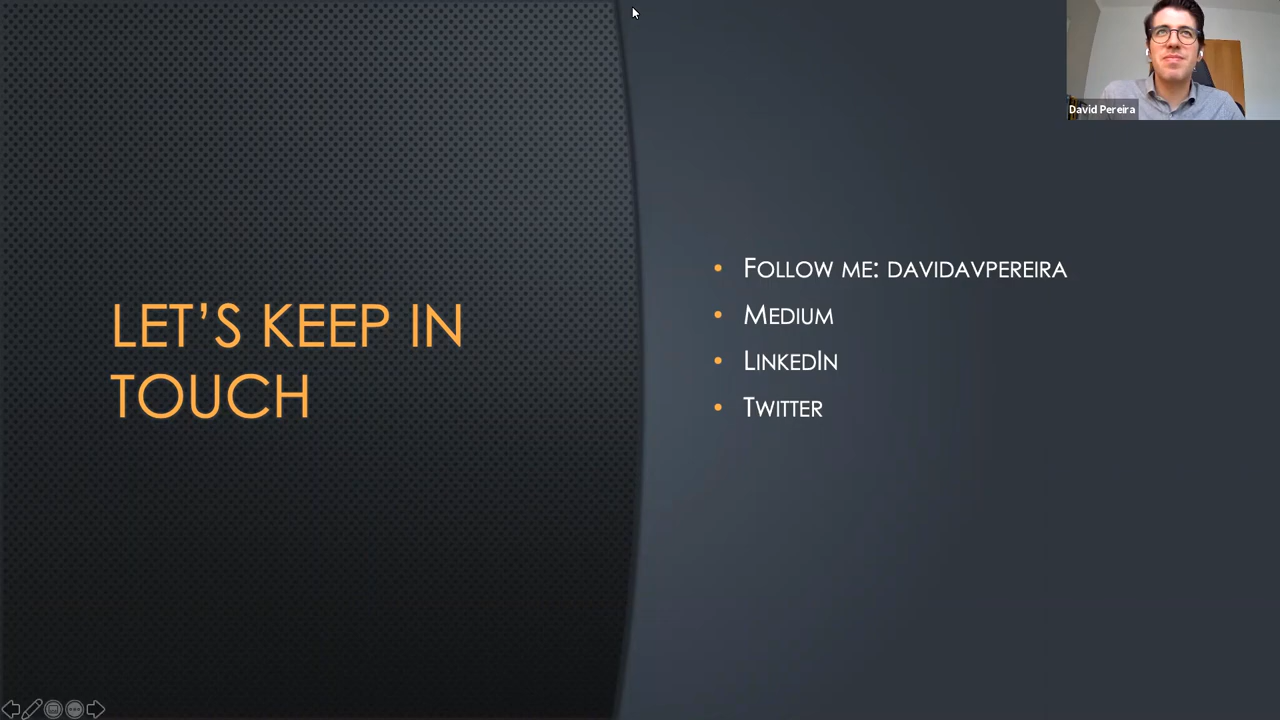 David Pereira
LET'S KEEP IN
TOUCH
• FOLLOW ME: DAVIDAVPEREIRA
• MEDIUM
• LINKEDIN
• TWITTER